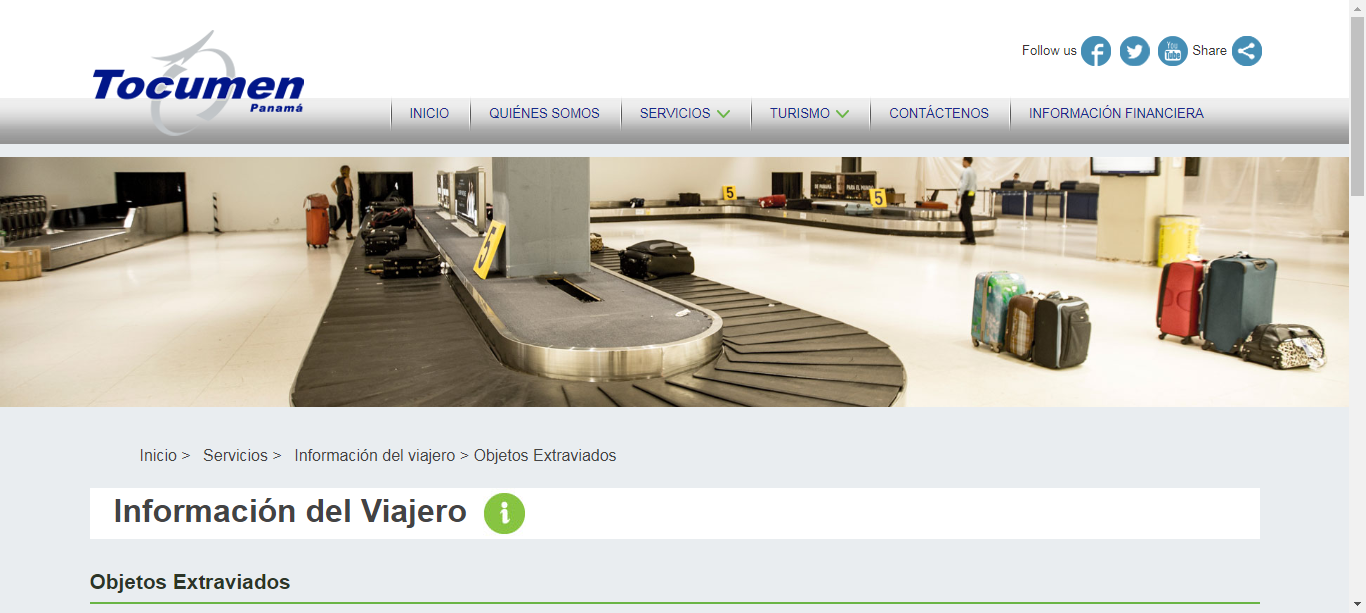 Follow us
You
Tube
Share
Tocumen
Panamá
INICIO
QUIÉNES SOMOS
SERVICIOS
TURISMO
CONTÁCTENOS
INFORMACIÓN FINANCIERA
5
5
5
Inicio > Servicios > Información del viajero > Objetos Extraviados
Información del Viajero
Objetos Extraviados